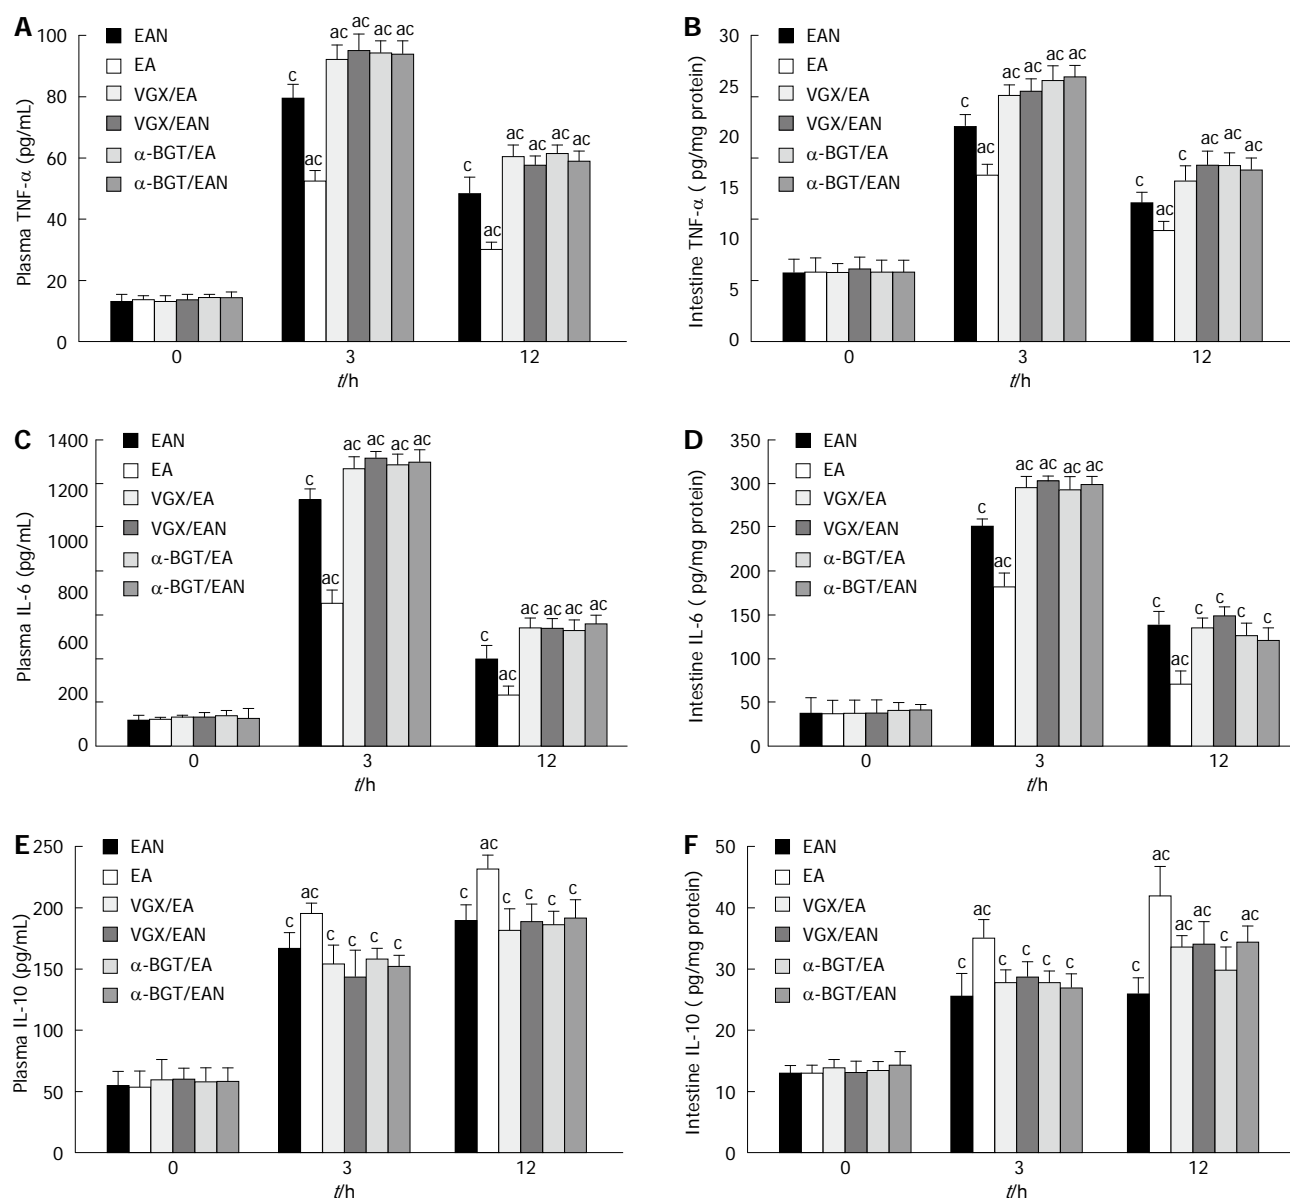 A
Plasma TNF-α (pg/mL)
100
80
60
40
20
0
EAN
EA
VGX/EA
VGX/EAN
α-BGT/EA
α-BGT/EAN
c
ac
ac
ac
ac
ac
c
ac
ac
ac
ac
ac
0 3 12
t/h
B
Intestine TNF-α ( pg/mg protein)
30
25
20
15
10
5
0
EAN
EA
VGX/EA
VGX/EAN
α-BGT/EA
α-BGT/EAN
c
ac
ac
ac
ac
ac
c
ac
c
ac
ac
ac
0 3 12
t/h
C
Plasma IL-6 (pg/mL)
1400
1200
1000
800
600
200
0
EAN
EA
VGX/EA
VGX/EAN
α-BGT/EA
α-BGT/EAN
c
ac
ac
ac
ac
ac
c
ac
ac
ac
ac
ac
0 3 12
t/h
D
Intestine IL-6 ( pg/mg protein)
350
300
250
200
150
100
50
0
EAN
EA
VGX/EA
VGX/EAN
α-BGT/EA
α-BGT/EAN
c
ac
ac
ac
ac
ac
c
ac
c
c
c
c
0 3 12
t/h
E
Plasma IL-10 (pg/mL)
250
200
150
100
50
0
EAN
EA
VGX/EA
VGX/EAN
α-BGT/EA
α-BGT/EAN
c
ac
c
c
c
c
c
ac
c
c
c
c
0 3 12
t/h
F
Intestine IL-10 ( pg/mg protein)
50
40
30
20
10
0
EAN
EA
VGX/EA
VGX/EAN
α-BGT/EA
α-BGT/EAN
c
ac
c
c
c
c
c
ac
ac
ac
c
ac
0 3 12
t/h